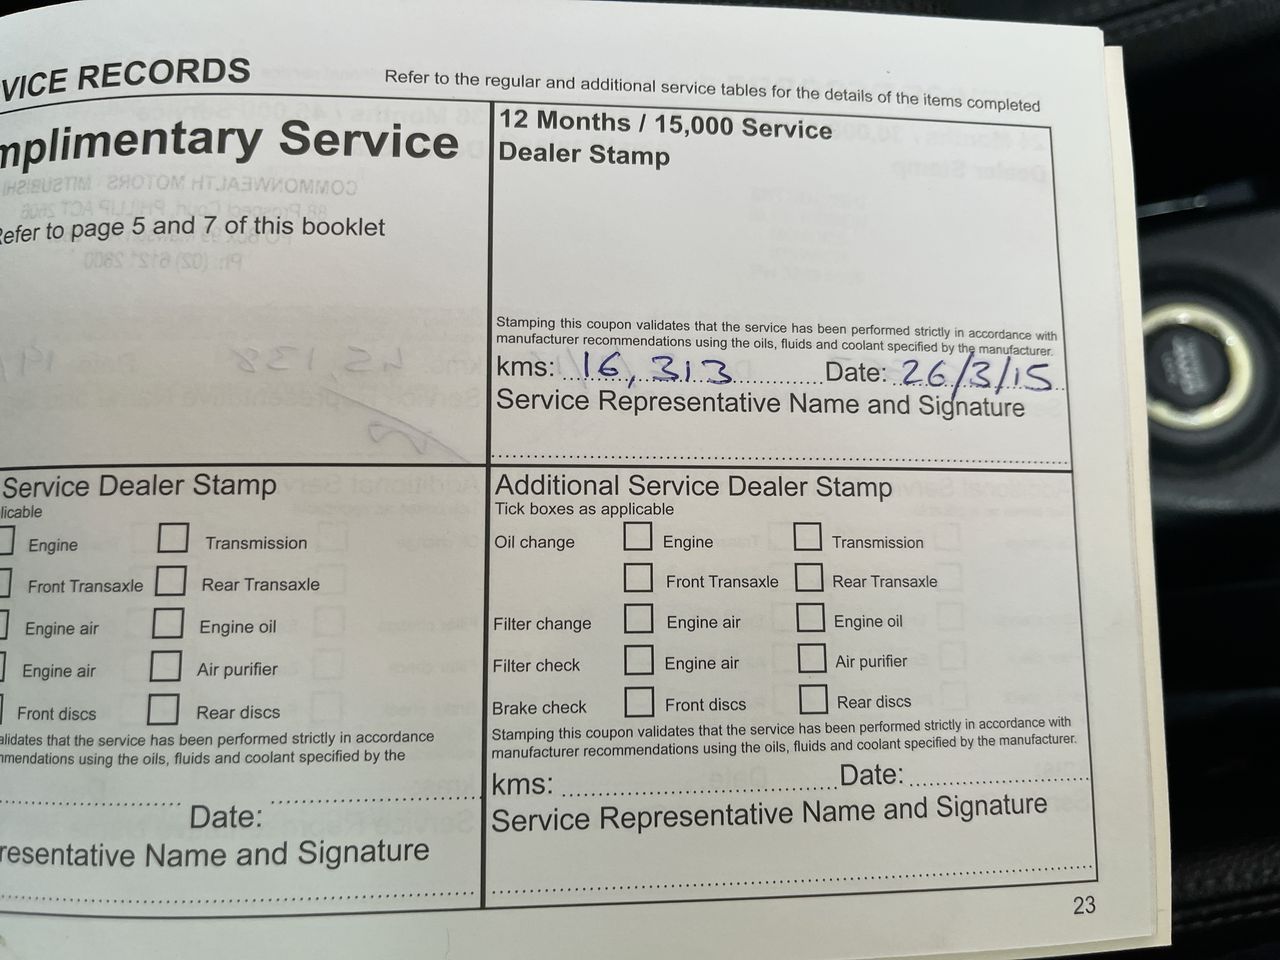 VICE RECORDS
Refer to the regular and additional service tables for the details of the items completed
mplimentary Service
Refer to page 5 and 7 of this booklet
12 Months / 15,000 Service
Dealer Stamp
Stamping this coupon validates that the service has been performed strictly in accordance with
manufacturer recommendations using the oils, fluids and coolant specified by the manufacturer.
kms: 16,313 Date: 26/3/15
Service Representative Name and Signature
Service Dealer Stamp
licable
Engine Transmission
Front Transaxle Rear Transaxle
Engine air Engine oil
Engine air Air purifier
Front discs Rear discs
alidates that the service has been performed strictly in accordance
mmendations using the oils, fluids and coolant specified by the
Date:
resentative Name and Signature
Additional Service Dealer Stamp
Tick boxes as applicable
Oil change Engine Transmission
Front Transaxle Rear Transaxle
Filter change Engine air Engine oil
Filter check Engine air Air purifier
Brake check Front discs Rear discs
Stamping this coupon validates that the service has been performed strictly in accordance with
manufacturer recommendations using the oils, fluids and coolant specified by the manufacturer.
kms: Date:
Service Representative Name and Signature
23